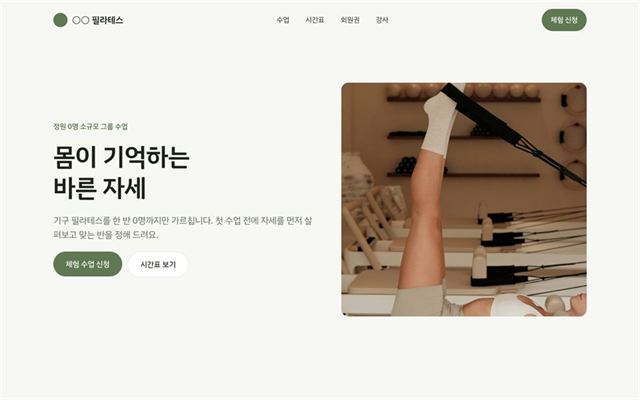 ○○ 필라테스
수업
시간표
회원권
강사
체험 신청
정원 0명 소규모 그룹 수업
몸이 기억하는
바른 자세
기구 필라테스를 한 반 0명까지만 가르칩니다. 첫 수업 전에 자세를 먼저 살
펴보고 맞는 반을 정해 드려요.
체험 수업 신청
시간표 보기